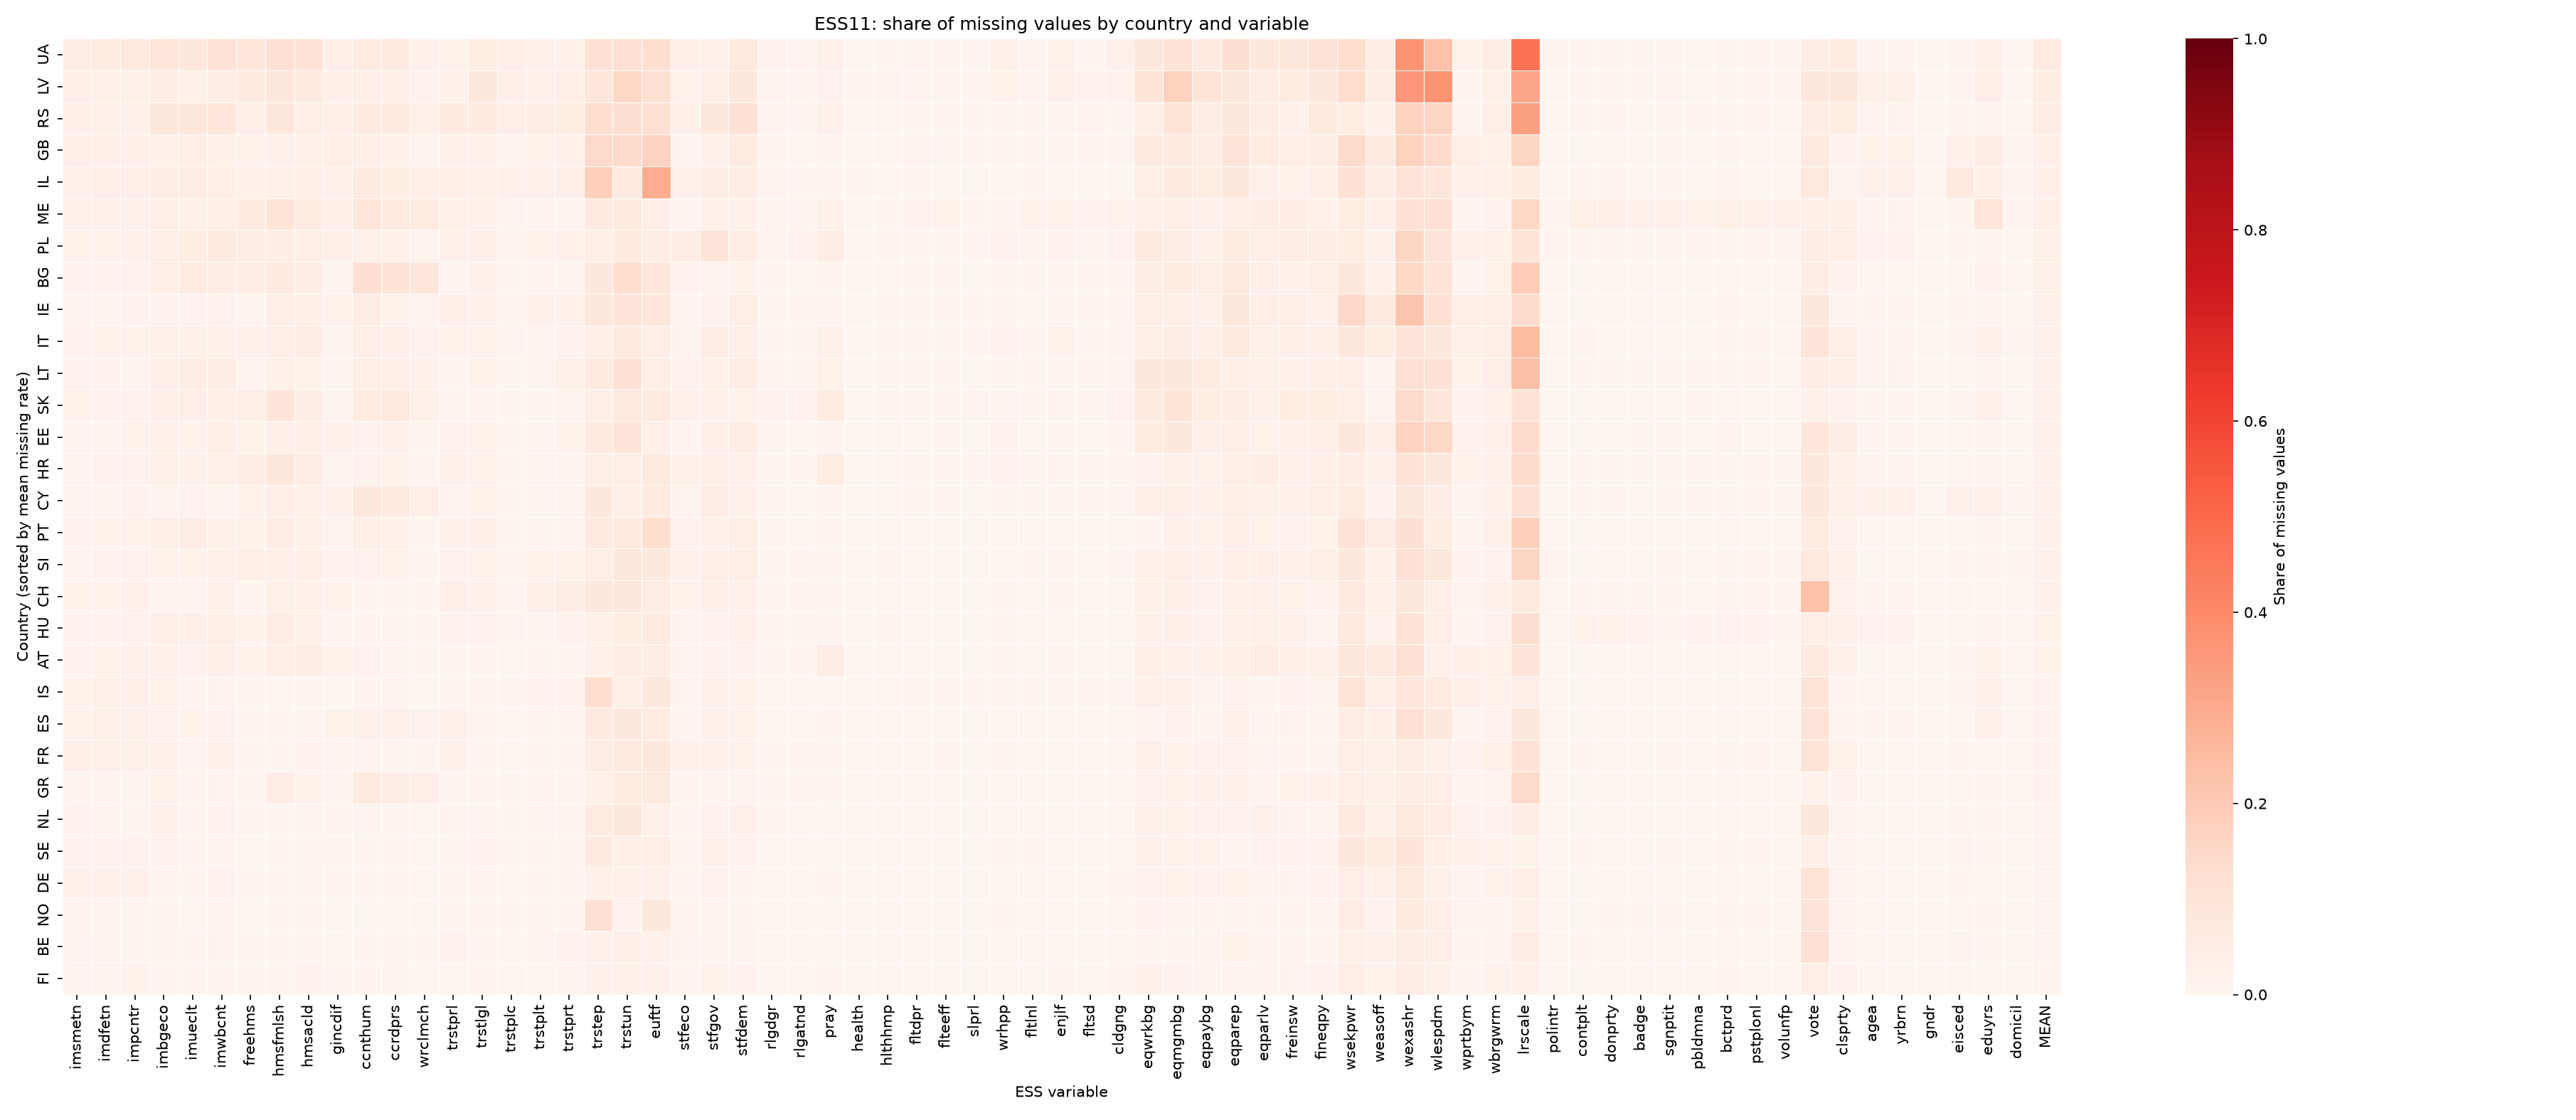 ESS11: share of missing values by country and variable
Country (sorted by mean missing rate)
UA
LV
RS
GB
IL
ME
PL
BG
IE
IT
LT
SK
EE
HR
CY
PT
SI
CH
HU
AT
IS
ES
FR
GR
NL
SE
DE
NO
BE
FI
imsmetn
imdfetn
impcntr
imbgeco
imueclt
imwbcnt
freehms
hmsfmlsh
hmsacld
gincdif
ccnthum
ccrdprs
wrclmch
trstprl
trstlgl
trstplc
trstplt
trstprt
trstep
trstun
euftf
stfeco
stfgov
stfdem
rlgdgr
rlgatnd
pray
health
hlthhmp
fltdpr
flteeff
slprl
wrhpp
fltlnl
enjlf
fltsd
cldgng
eqwrkbg
eqmgmbg
eqpaybg
eqparep
eqparlv
freinsw
fineqpy
wsekpwr
weasoff
wexashr
wlespdm
wprtbym
wbrgwrm
lrscale
polintr
contplt
donprty
badge
sgnptit
pbldmna
bctprd
pstplonl
volunfp
vote
clsprty
agea
yrbrn
gndr
eisced
eduyrs
domicil
MEAN
ESS variable
1.0
0.8
0.6
0.4
0.2
0.0
Share of missing values